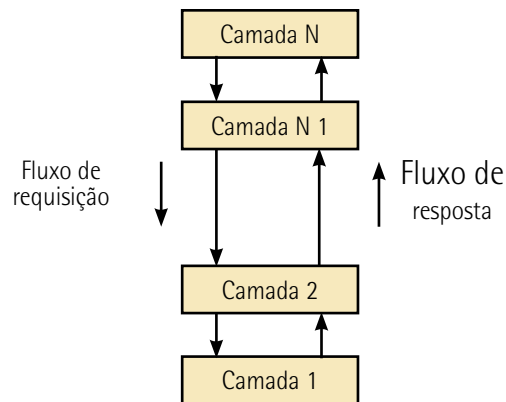 Camada N
Camada N 1
Fluxo de
requisição
Fluxo de
resposta
Camada 2
Camada 1